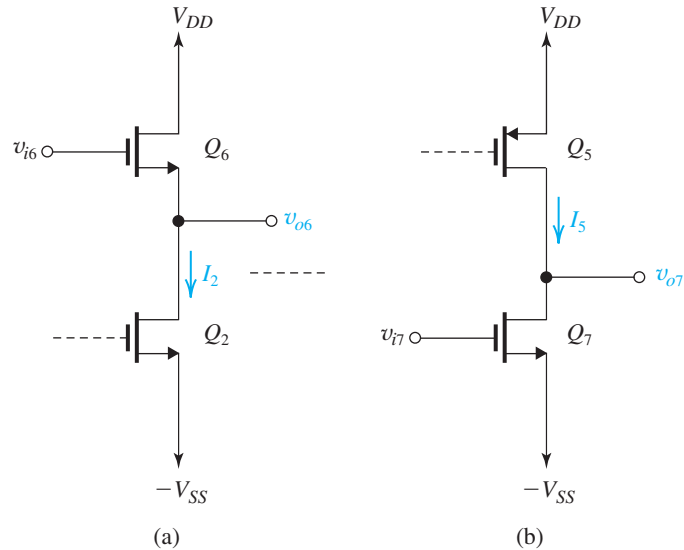 V_DD
v_i6
Q_6
v_o6
I_2
Q_2
−V_SS
(a)
V_DD
Q_5
I_5
v_o7
v_i7
Q_7
−V_SS
(b)